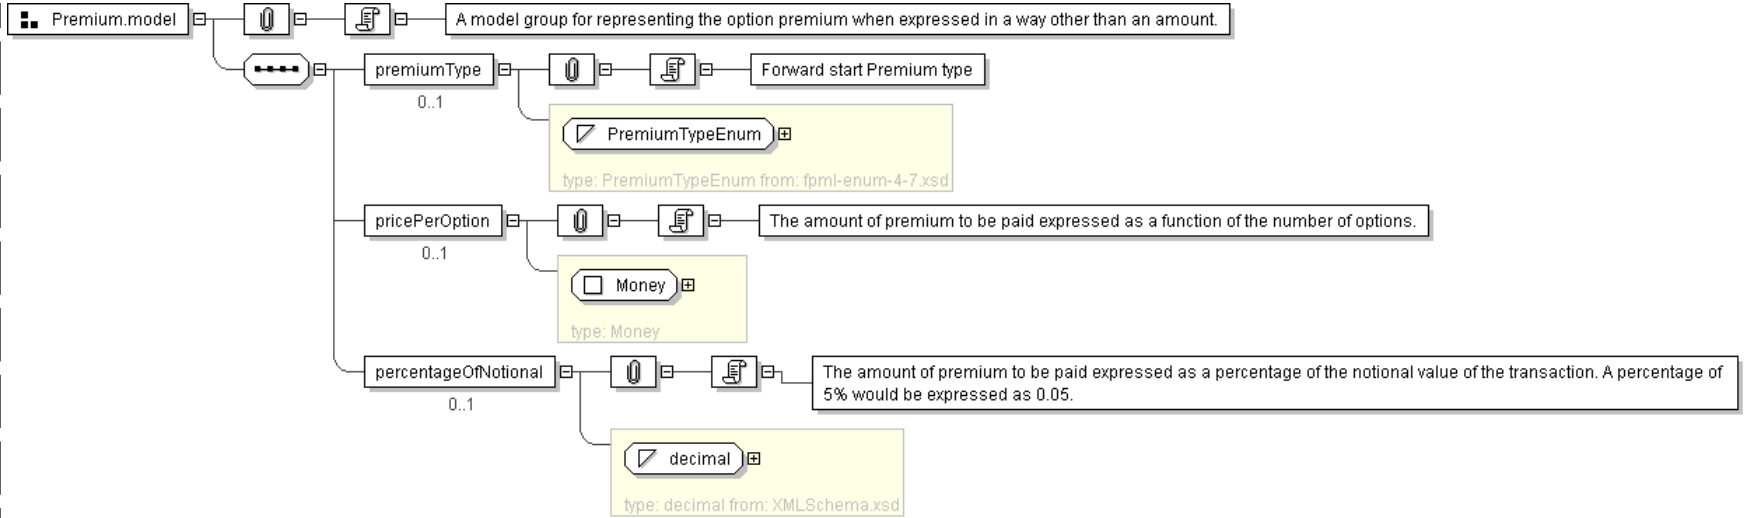 Premium.model
A model group for representing the option premium when expressed in a way other than an amount.
premiumType
Forward start Premium type
0..1
PremiumTypeEnum
type: PremiumTypeEnum from: fpml-enum-4-7.xsd
pricePerOption
The amount of premium to be paid expressed as a function of the number of options.
0..1
Money
type: Money
percentageOfNotional
The amount of premium to be paid expressed as a percentage of the notional value of the transaction. A percentage of
5% would be expressed as 0.05.
0..1
decimal
type: decimal from: XMLSchema.xsd